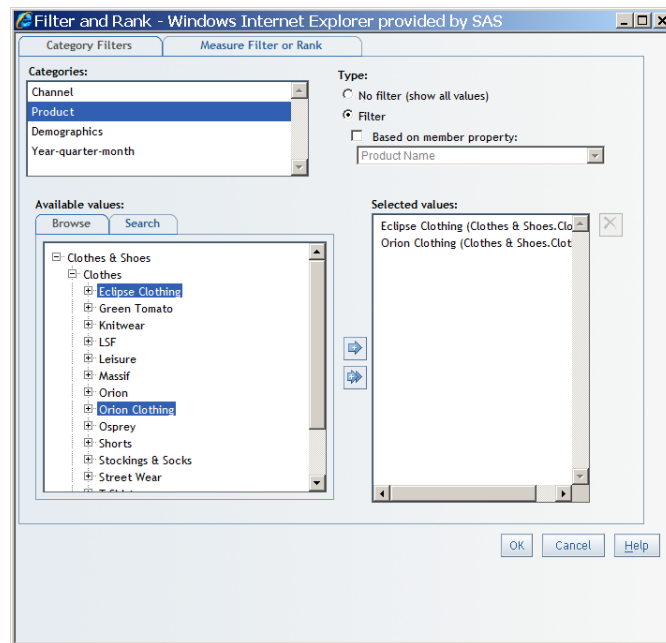 Filter and Rank - Windows Internet Explorer provided by SAS
Category Filters
Measure Filter or Rank
Categories:
Channel
Product
Demographics
Year-quarter-month
Type:
No filter (show all values)
Filter
Based on member property:
Product Name
Available values:
Browse
Search
Clothes & Shoes
Clothes
Eclipse Clothing
Green Tomato
Knitwear
LSF
Leisure
Massif
Orion
Orion Clothing
Osprey
Shorts
Stockings & Socks
Street Wear
Selected values:
Eclipse Clothing (Clothes & Shoes.Clo
Orion Clothing (Clothes & Shoes.Clot
OK
Cancel
Help